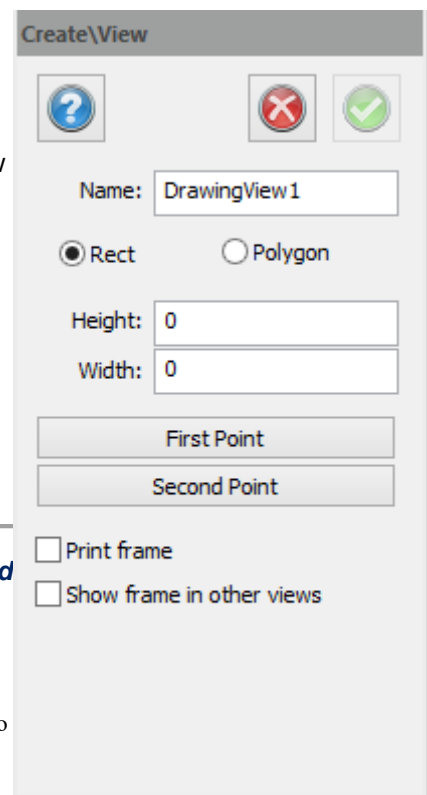 Create\View
Name: DrawingView1
Rect Polygon
Height: 0
Width: 0
First Point
Second Point
Print frame
Show frame in other views